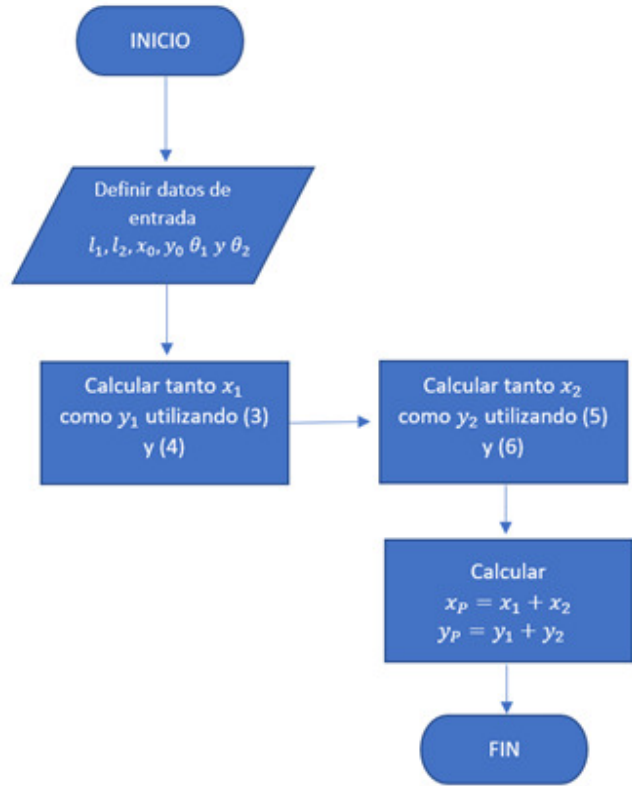 INICIO
Definir datos de
entrada
l₁, l₂, x₀, y₀ θ₁ y θ₂
Calcular tanto x₁
como y₁ utilizando (3)
y (4)
Calcular tanto x₂
como y₂ utilizando (5)
y (6)
Calcular
x_P = x₁ + x₂
y_P = y₁ + y₂
FIN